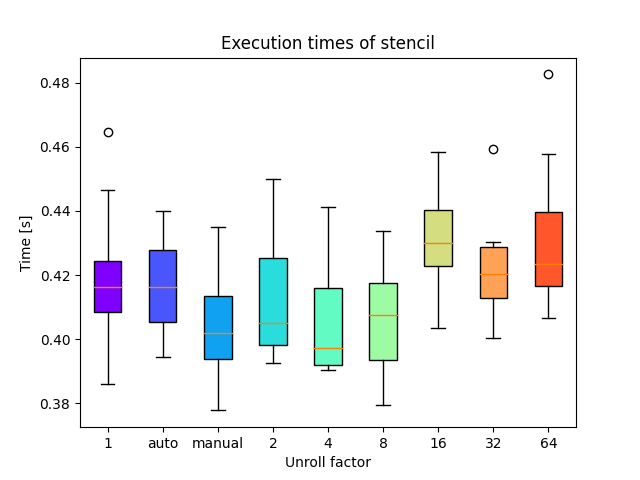 Execution times of stencil
0.48
0.46
0.44
0.42
0.40
0.38
Time [s]
1 auto manual 2 4 8 16 32 64
Unroll factor